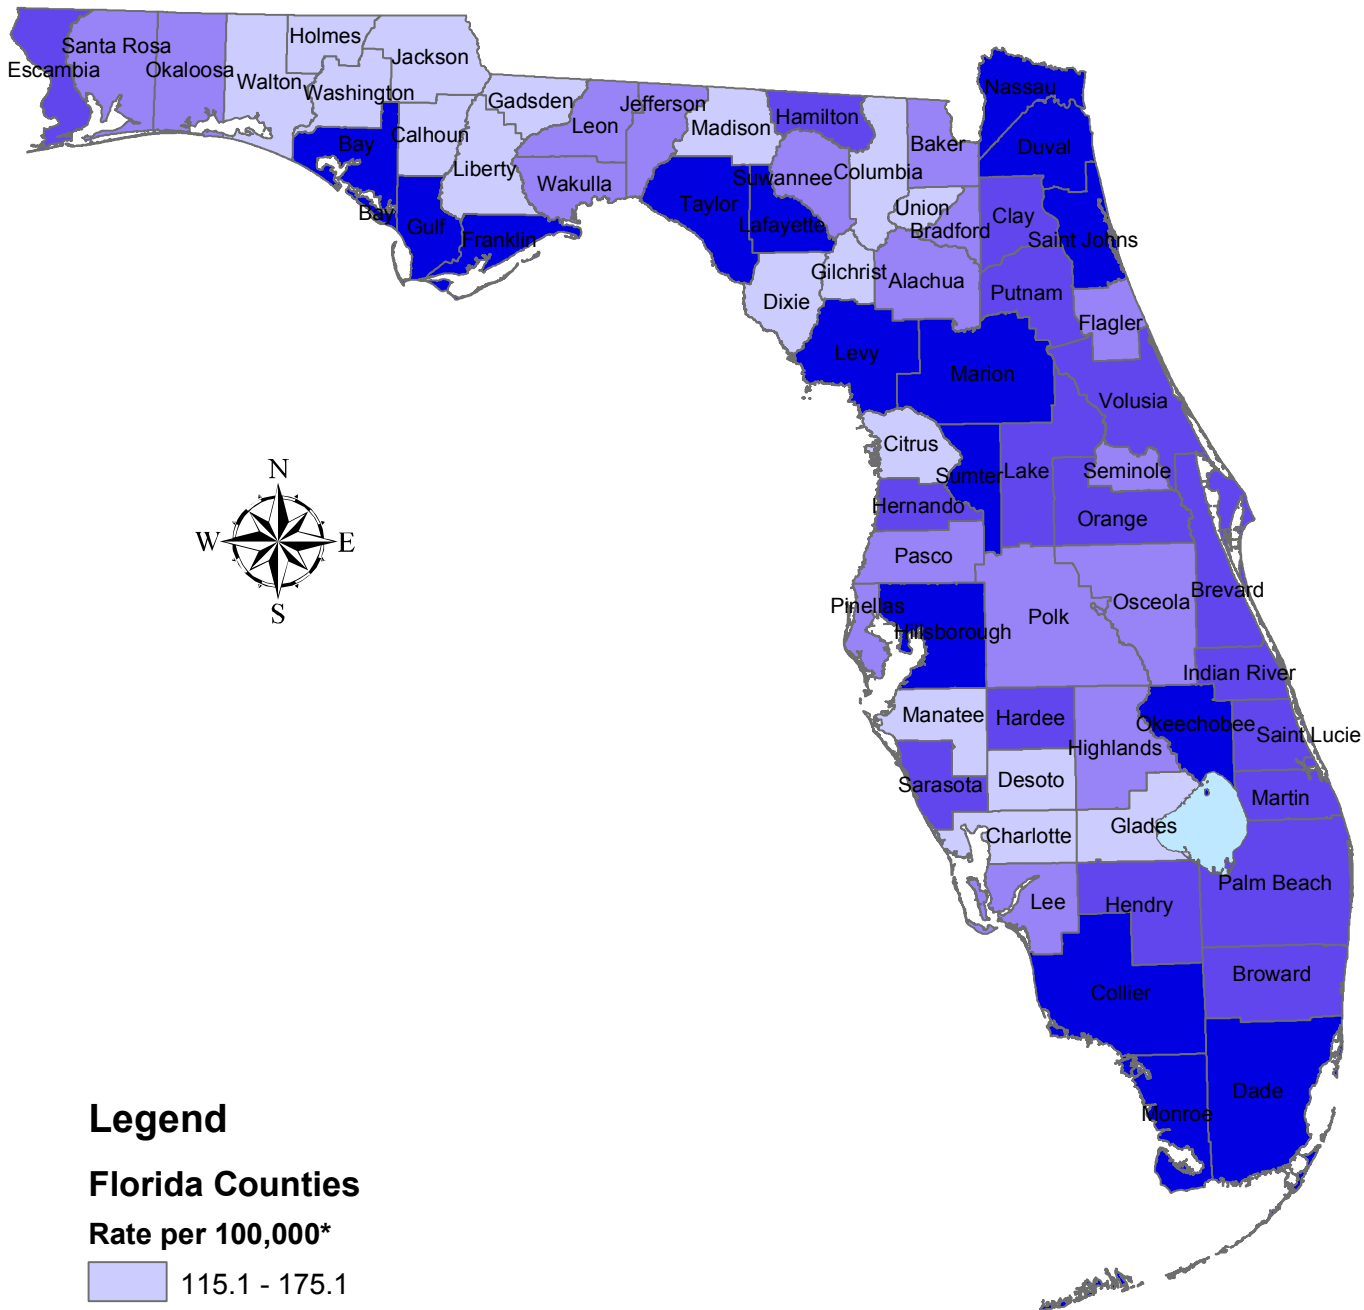 Holmes
Santa Rosa
Jackson
Escambia
Okaloosa
Walton
Washington
Gadsden
Jefferson
Nassau
Hamilton
Leon
Madison
Calhoun
Bay
Baker
Duval
Liberty
Columbia
Suwannee
Wakulla
Taylor
Union
Bay
Clay
Lafayette
Gulf
Bradford
Franklin
Saint Johns
Gilchrist
Alachua
Putnam
Dixie
Flagler
Levy
Marion
Volusia
Citrus
N
Sumter
Lake
Seminole
Hernando
Orange
W
E
Pasco
Brevard
Osceola
Pinellas
S
Polk
Hillsborough
Indian River
Manatee
Hardee
Okeechobee
Saint Lucie
Highlands
Desoto
Sarasota
Martin
Glades
Charlotte
Palm Beach
Lee
Hendry
Broward
Collier
Dade
Monroe
Legend
Florida Counties
Rate per 100,000*
115.1 - 175.1